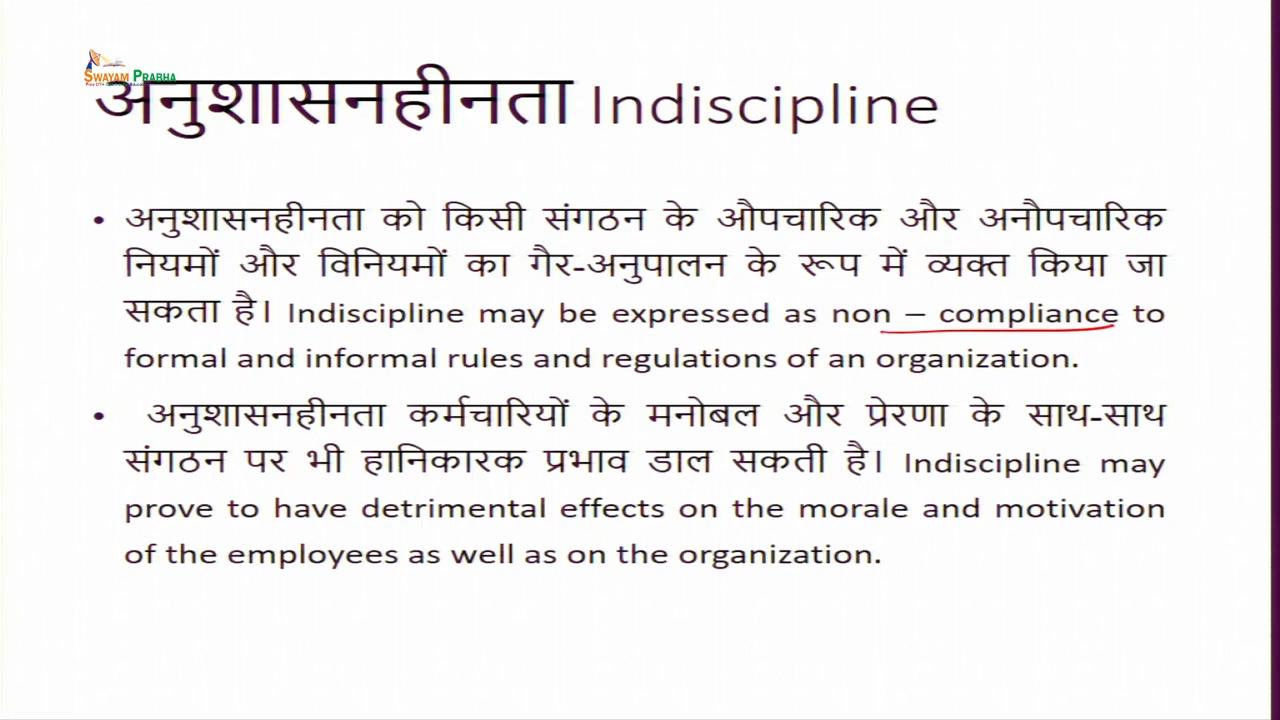 SWAYAM PRABHA
अनुशासनहीनता Indiscipline
• अनुशासनहीनता को किसी संगठन के औपचारिक और अनौपचारिक
नियमों और विनियमों का गैर-अनुपालन के रूप में व्यक्त किया जा
सकता है। Indiscipline may be expressed as non – compliance to
formal and informal rules and regulations of an organization.
• अनुशासनहीनता कर्मचारियों के मनोबल और प्रेरणा के साथ-साथ
संगठन पर भी हानिकारक प्रभाव डाल सकती है। Indiscipline may
prove to have detrimental effects on the morale and motivation
of the employees as well as on the organization.